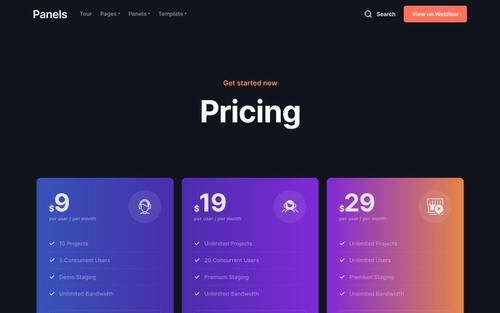 Panels
Tour
Pages
Panels
Template
Search
View on Webflow
Get started now
Pricing
$9
per user / per month
10 Projects
5 Concurrent Users
Demo Staging
Unlimited Bandwidth
$19
per user / per month
Unlimited Projects
20 Concurrent Users
Premium Staging
Unlimited Bandwidth
$29
per user / per month
Unlimited Projects
Unlimited Users
Premium Staging
Unlimited Bandwidth